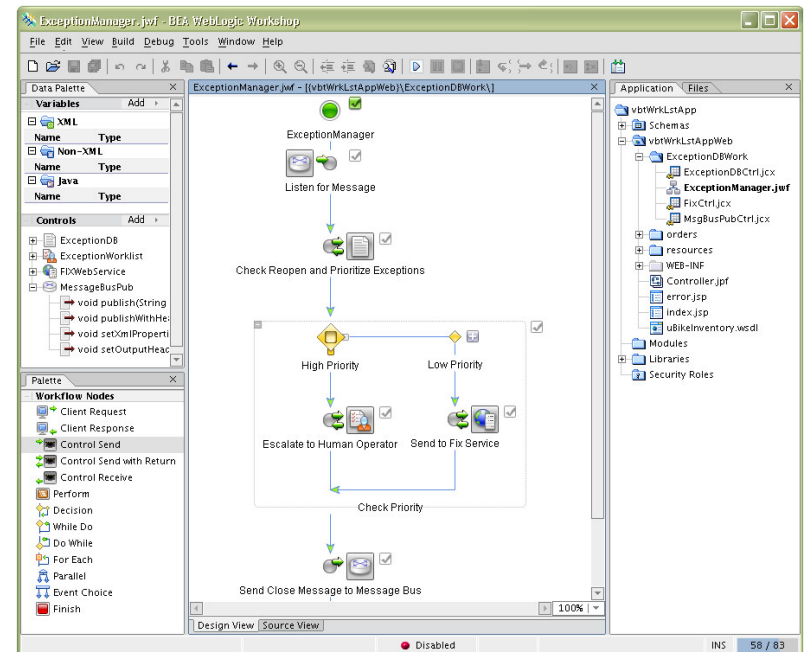 ExceptionManager.jwf - BEA WebLogic Workshop
File Edit View Build Debug Tools Window Help
Data Palette
Variables Add
XML
Name Type
Non-XML
Name Type
Java
Name Type
Controls Add
ExceptionDB
ExceptionWorklist
FIXWebService
MessageBusPub
void publish(String
void publishWithHea
void setXmlProperti
void setOutputHeac
Palette
Workflow Nodes
Client Request
Client Response
Control Send
Control Send with Return
Control Receive
Perform
Decision
While Do
Do While
For Each
Parallel
Event Choice
Finish
ExceptionManager.jwf - [{vbtWrkLstAppWeb}\ExceptionDBWork\]
ExceptionManager
Listen for Message
Check Reopen and Prioritize Exceptions
High Priority
Low Priority
Escalate to Human Operator
Send to Fix Service
Check Priority
Send Close Message to Message Bus
100%
Design View Source View
Application Files
vbtWrkLstApp
Schemas
vbtWrkLstAppWeb
ExceptionDBWork
ExceptionDBCtrl.jcx
ExceptionManager.jwf
FixCtrl.jcx
MsgBusPubCtrl.jcx
orders
resources
WEB-INF
Controller.jpf
error.jsp
index.jsp
uBikeInventory.wsdl
Modules
Libraries
Security Roles
Disabled
INS
58 / 83